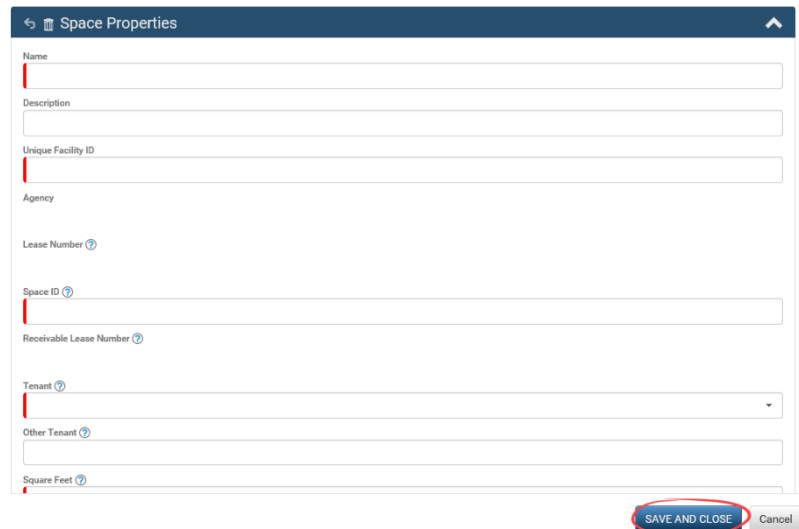 Space Properties
Name
Description
Unique Facility ID
Agency
Lease Number ?
Space ID ?
Receivable Lease Number ?
Tenant ?
Other Tenant ?
Square Feet ?
SAVE AND CLOSE Cancel